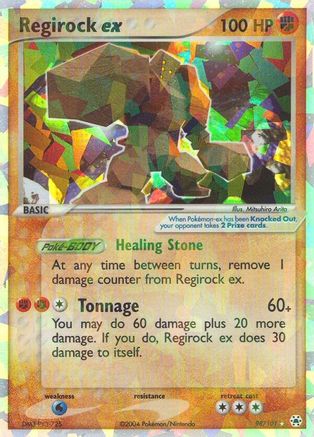 Regirock ex 100 HP
BASIC
Illus. Mitsuhiro Arita
When Pokémon-ex has been Knocked Out,
your opponent takes 2 Prize cards.
Poké-BODY Healing Stone
At any time between turns, remove 1
damage counter from Regirock ex.
Tonnage 60+
You may do 60 damage plus 20 more
damage. If you do, Regirock ex does 30
damage to itself.
weakness resistance retreat cost
©2004 Pokémon/Nintendo
98/101